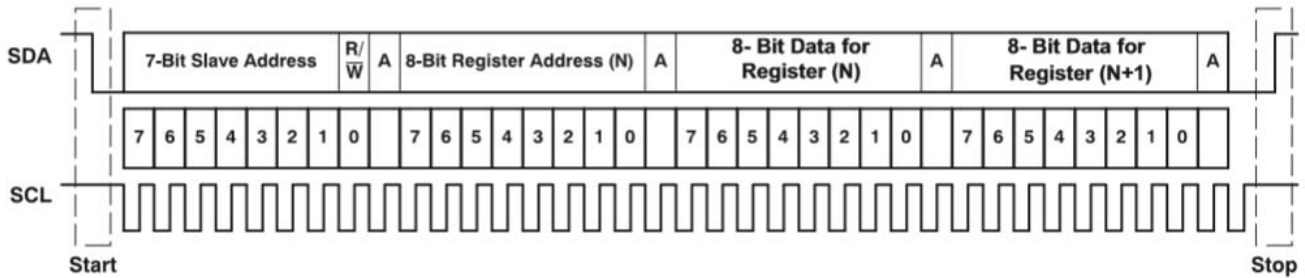 SDA
7-Bit Slave Address
R/
W
A
8-Bit Register Address (N)
A
8- Bit Data for
Register (N)
A
8- Bit Data for
Register (N+1)
A
7 6 5 4 3 2 1 0 7 6 5 4 3 2 1 0 7 6 5 4 3 2 1 0 7 6 5 4 3 2 1 0
SCL
Start
Stop